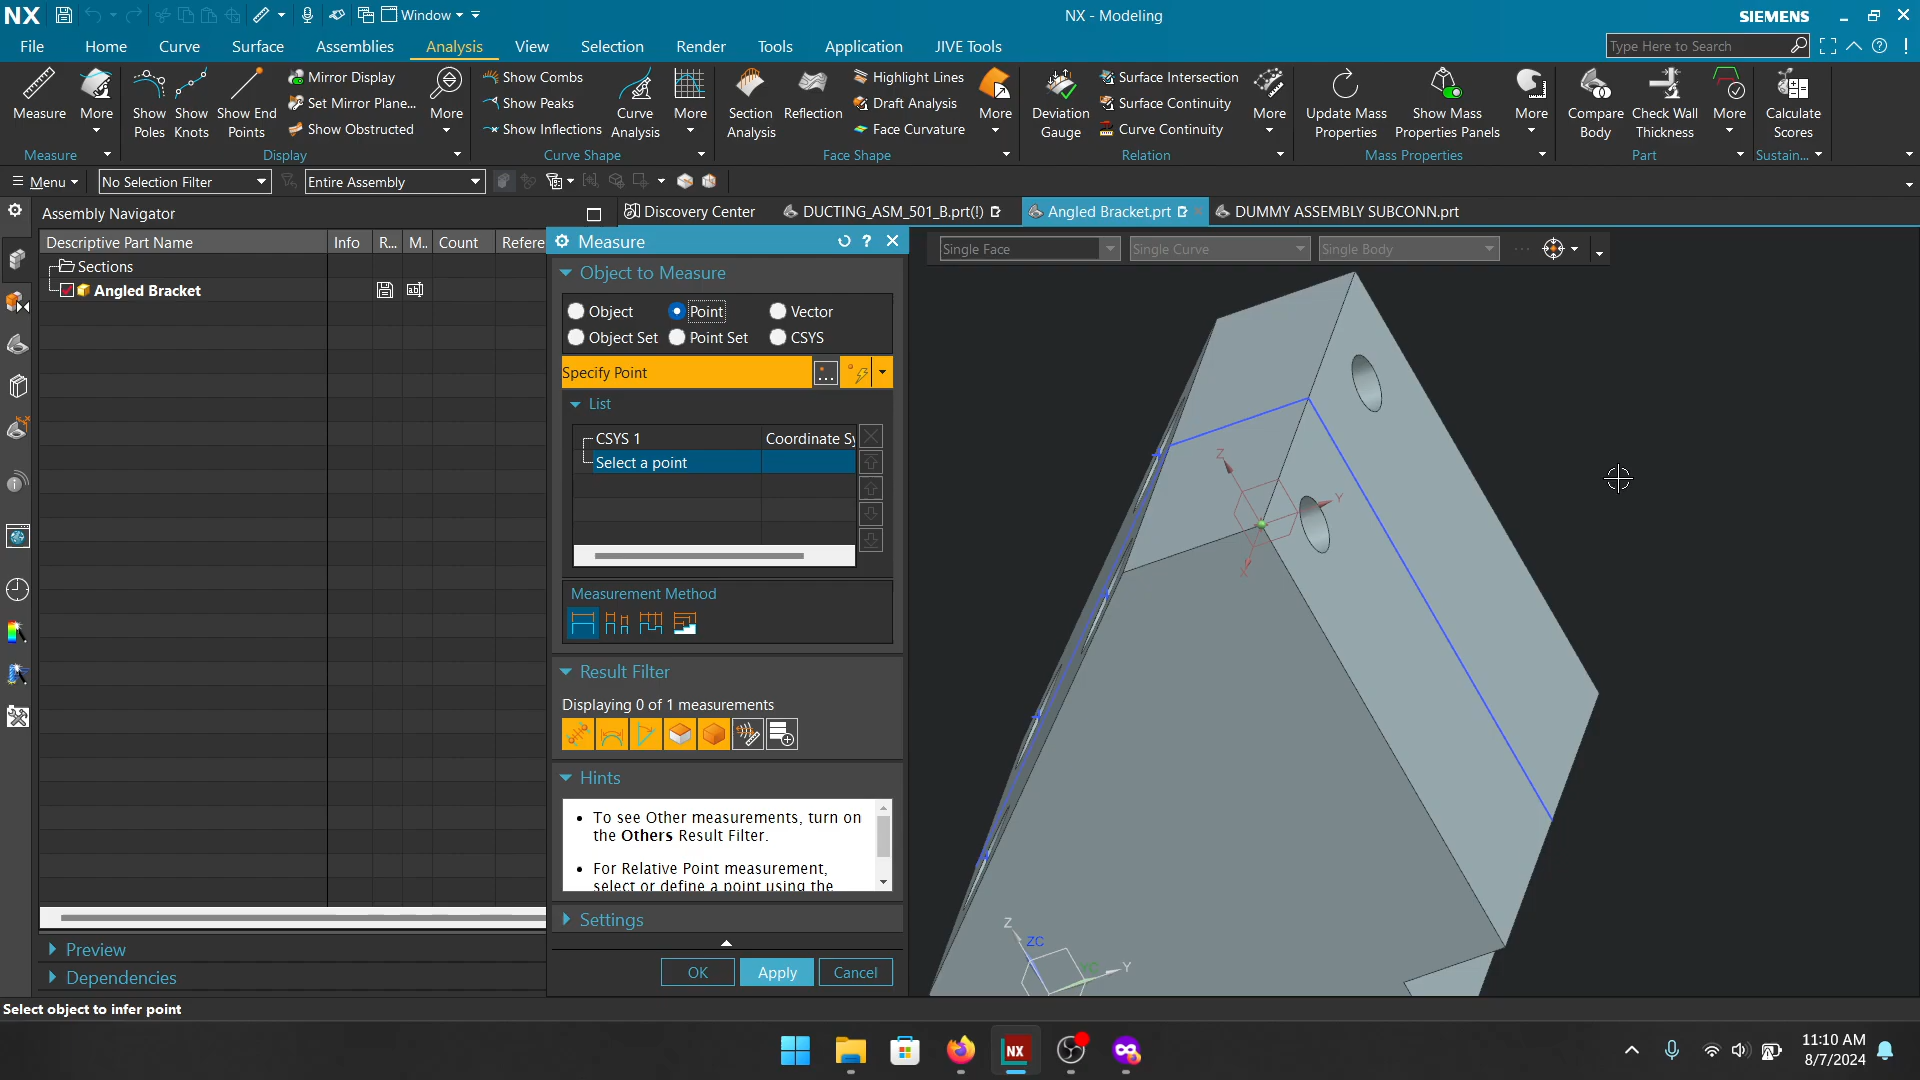 NX
Window
NX - Modeling
SIEMENS
File Home Curve Surface Assemblies Analysis View Selection Render Tools Application JIVE Tools
Type Here to Search
Measure More
Show Poles
Show Knots
Show End Points
Mirror Display
Set Mirror Plane...
Show Obstructed
More
Show Combs
Show Peaks
Show Inflections
Curve Analysis
More
Section Analysis
Reflection
Highlight Lines
Draft Analysis
Face Curvature
More
Deviation Gauge
Surface Intersection
Surface Continuity
Curve Continuity
More
Update Mass Properties
Show Mass Properties Panels
More
Compare Body
Check Wall Thickness
More
Calculate Scores
Measure Display Curve Shape Face Shape Relation Mass Properties Part Sustain...
Menu No Selection Filter Entire Assembly
Assembly Navigator
Discovery Center DUCTING_ASM_501_B.prt(!) Angled Bracket.prt DUMMY ASSEMBLY SUBCONN.prt
Descriptive Part Name Info R... M.. Count Refere
Sections
Angled Bracket
Measure
Single Face Single Curve Single Body
Object to Measure
Object Point Vector
Object Set Point Set CSYS
Specify Point
List
CSYS 1 Coordinate Sy
Select a point
Measurement Method
Result Filter
Displaying 0 of 1 measurements
Hints
• To see Other measurements, turn on
the Others Result Filter.
• For Relative Point measurement,
select or define a point using the
Settings
OK Apply Cancel
Z
Y
X
Z
ZC
YC
Y
Preview
Dependencies
Select object to infer point
NX
11:10 AM
8/7/2024